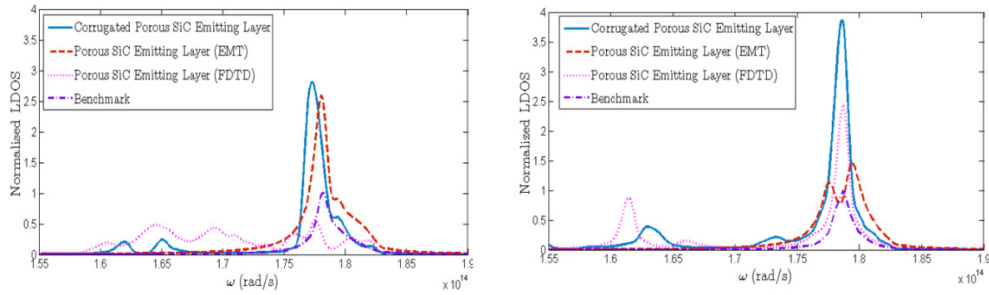 Normalised LDOS
4
3.5
3
2.5
2
1.5
1
0.5
0
1.55
1.6
1.65
1.7
1.75
1.8
1.85
1.9
ω (rad/s)
x 10^14
Corrugated Porous SiC Emitting Layer
Porous SiC Emitting Layer (EMT)
Porous SiC Emitting Layer (FDTD)
Benchmark
Normalised LDOS
4
3.5
3
2.5
2
1.5
1
0.5
0
1.55
1.6
1.65
1.7
1.75
1.8
1.85
1.9
ω (rad/s)
x 10^14
Corrugated Porous SiC Emitting Layer
Porous SiC Emitting Layer (EMT)
Porous SiC Emitting Layer (FDTD)
Benchmark